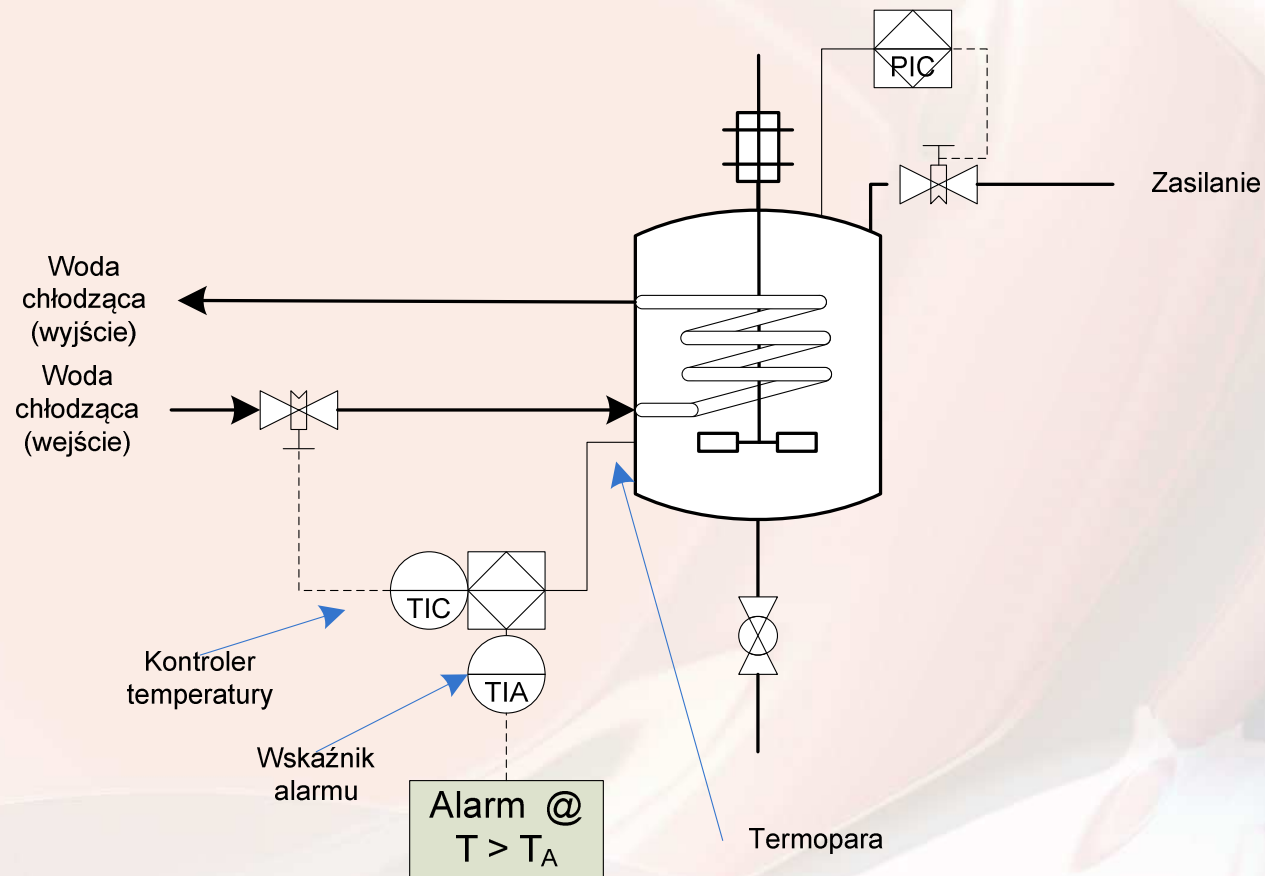 PIC
Zasilanie
Woda
chłodząca
(wyjście)
Woda
chłodząca
(wejście)
TIC
Kontroler
temperatury
TIA
Wskaźnik
alarmu
Alarm @
T > TA
Termopara